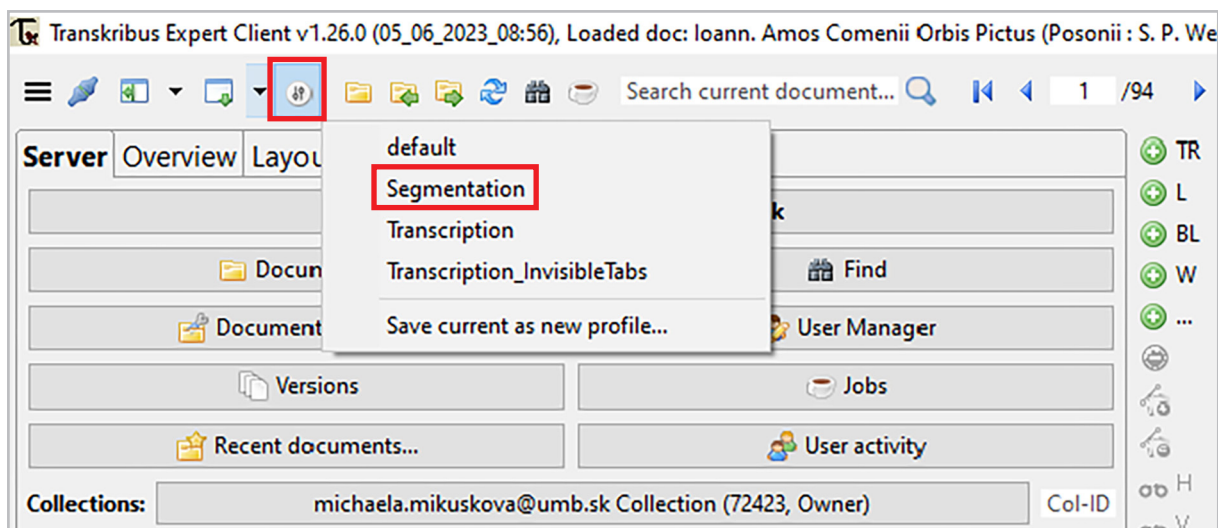 Transkribus Expert Client v1.26.0 (05_06_2023_08:56), Loaded doc: Ioann. Amos Comenii Orbis Pictus (Posonii : S. P. We
Search current document... 1 /94
Server Overview Layou
default
Segmentation
Transcription
Transcription_InvisibleTabs
Save current as new profile...
k
Docun
Find
Document
User Manager
Versions
Jobs
Recent documents...
User activity
Collections: michaela.mikuskova@umb.sk Collection (72423, Owner) Col-ID
TR
L
BL
W
...
H
V